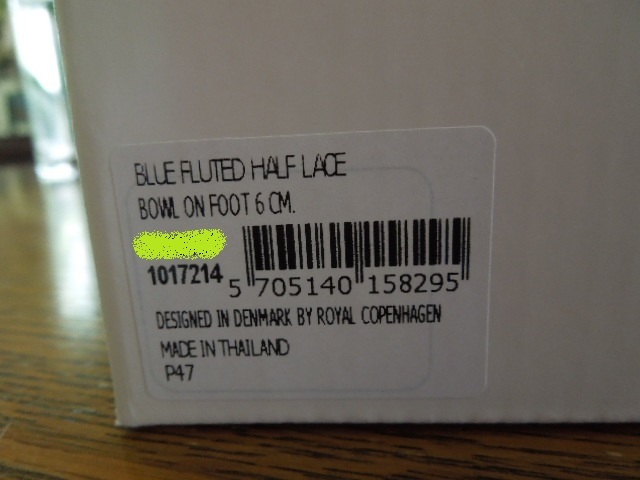 BLUE FLUTED HALF LACE
BOWL ON FOOT 6 CM.
1017214
5 705140 158295
DESIGNED IN DENMARK BY ROYAL COPENHAGEN
MADE IN THAILAND
P47